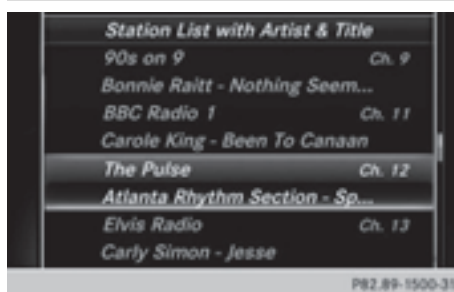 Station List with Artist & Title
90s on 9 Ch. 9
Bonnie Raitt - Nothing Seem...
BBC Radio 1 Ch. 11
Carole King - Been To Canaan
The Pulse Ch. 12
Atlanta Rhythm Section - Sp...
Elvis Radio Ch. 13
Carly Simon - Jesse
P82.89-1500-31